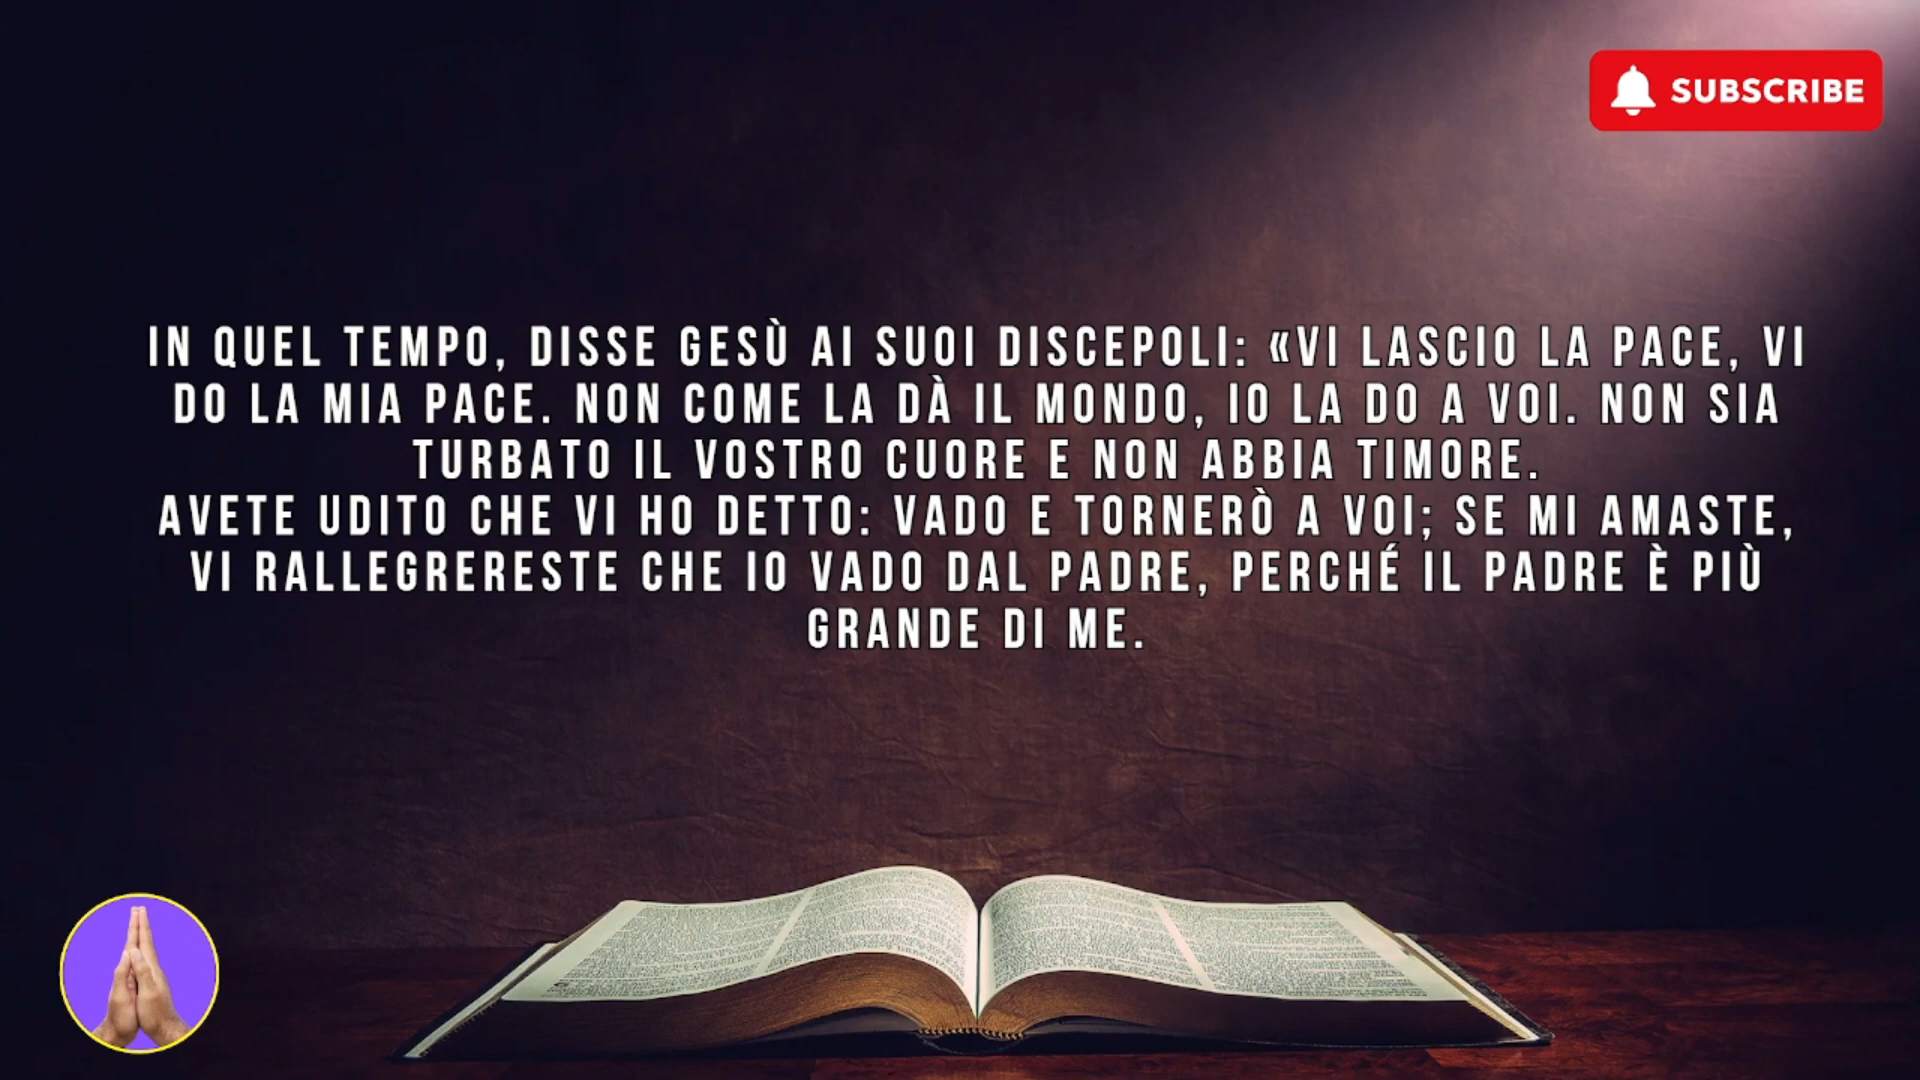 SUBSCRIBE
IN QUEL TEMPO, DISSE GESÙ AI SUOI DISCEPOLI: «VI LASCIO LA PACE, VI
DO LA MIA PACE. NON COME LA DÀ IL MONDO, IO LA DO A VOI. NON SIA
TURBATO IL VOSTRO CUORE E NON ABBIA TIMORE.
AVETE UDITO CHE VI HO DETTO: VADO E TORNERÒ A VOI; SE MI AMASTE,
VI RALLEGRERESTE CHE IO VADO DAL PADRE, PERCHÉ IL PADRE È PIÙ
GRANDE DI ME.